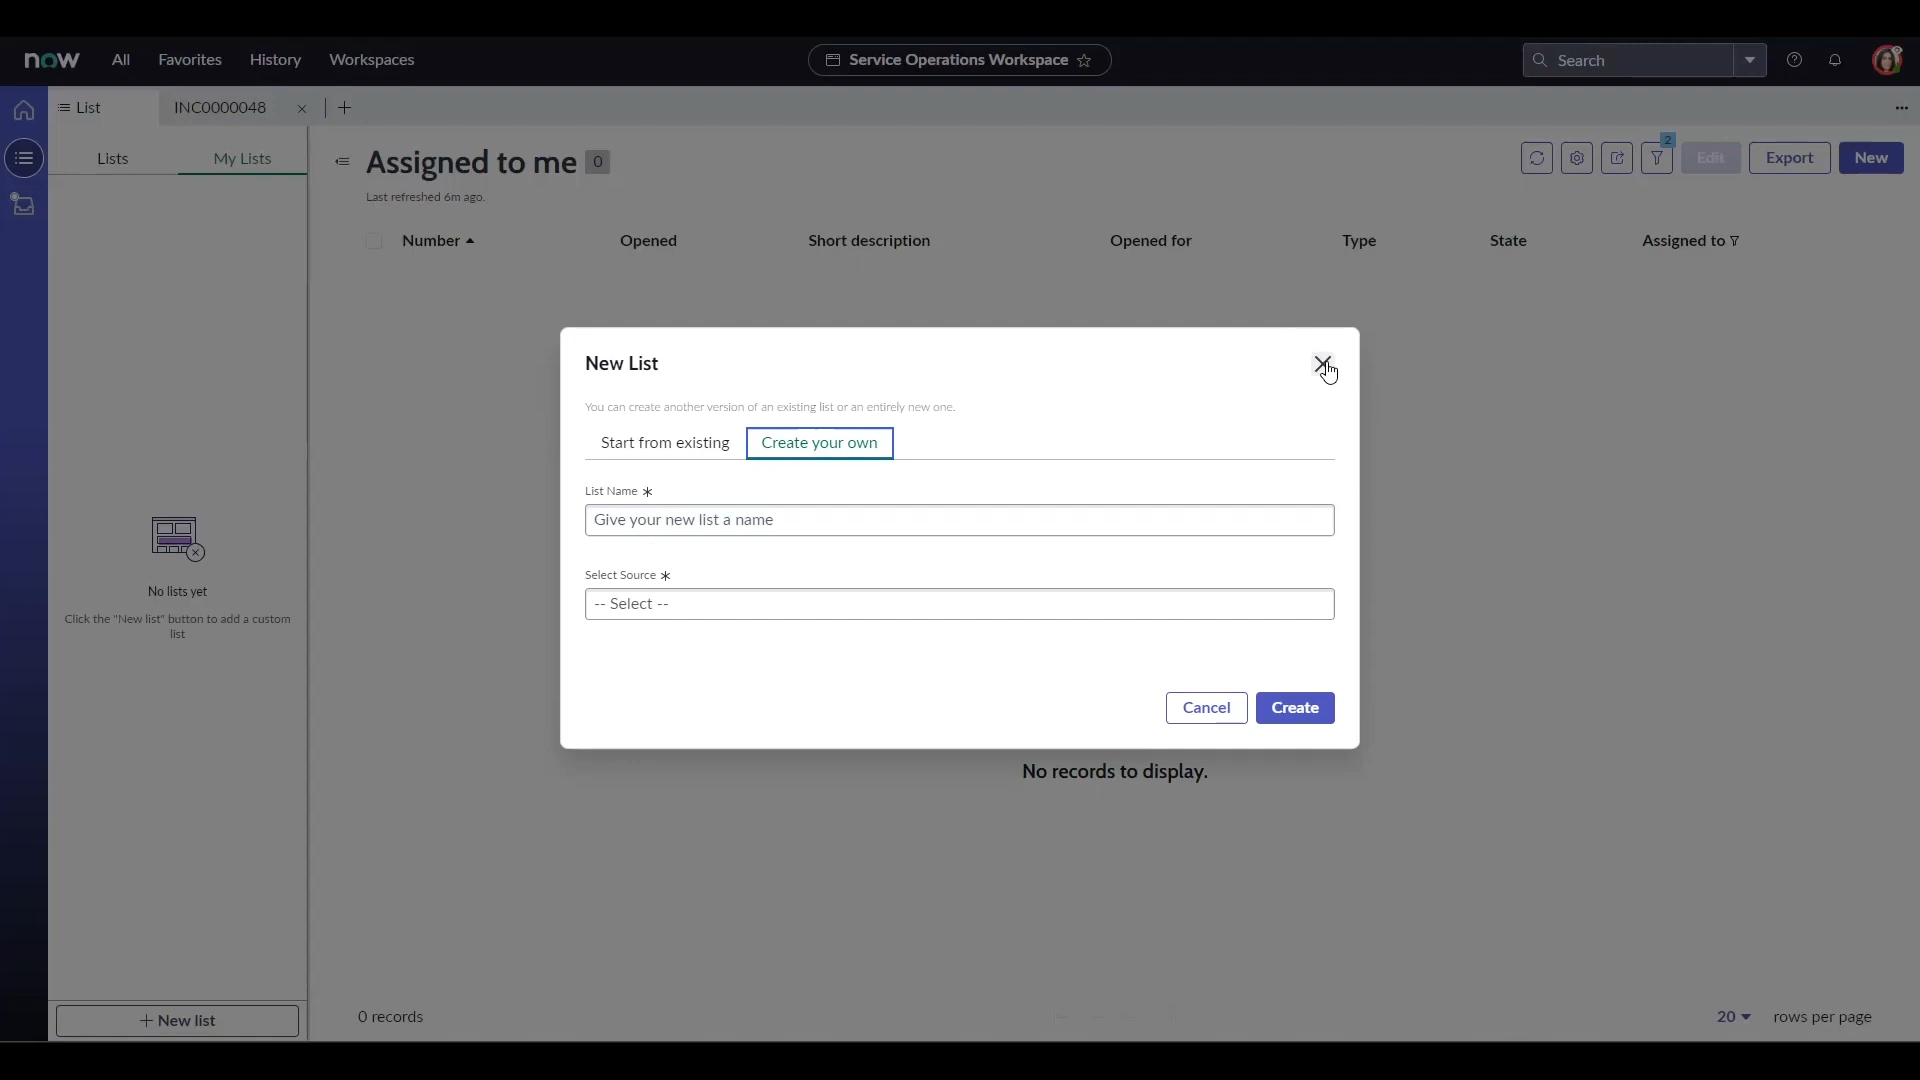 now All Favorites History Workspaces Service Operations Workspace Search
List INC0000048
Lists My Lists
Assigned to me 0
2
Edit Export New
Last refreshed 6m ago.
Number Opened Short description Opened for Type State Assigned to
New List
You can create another version of an existing list or an entirely new one.
Start from existing Create your own
List Name *
Give your new list a name
Select Source *
-- Select --
Cancel Create
No lists yet
Click the "New list" button to add a custom
list
No records to display.
+ New list
0 records
20 rows per page